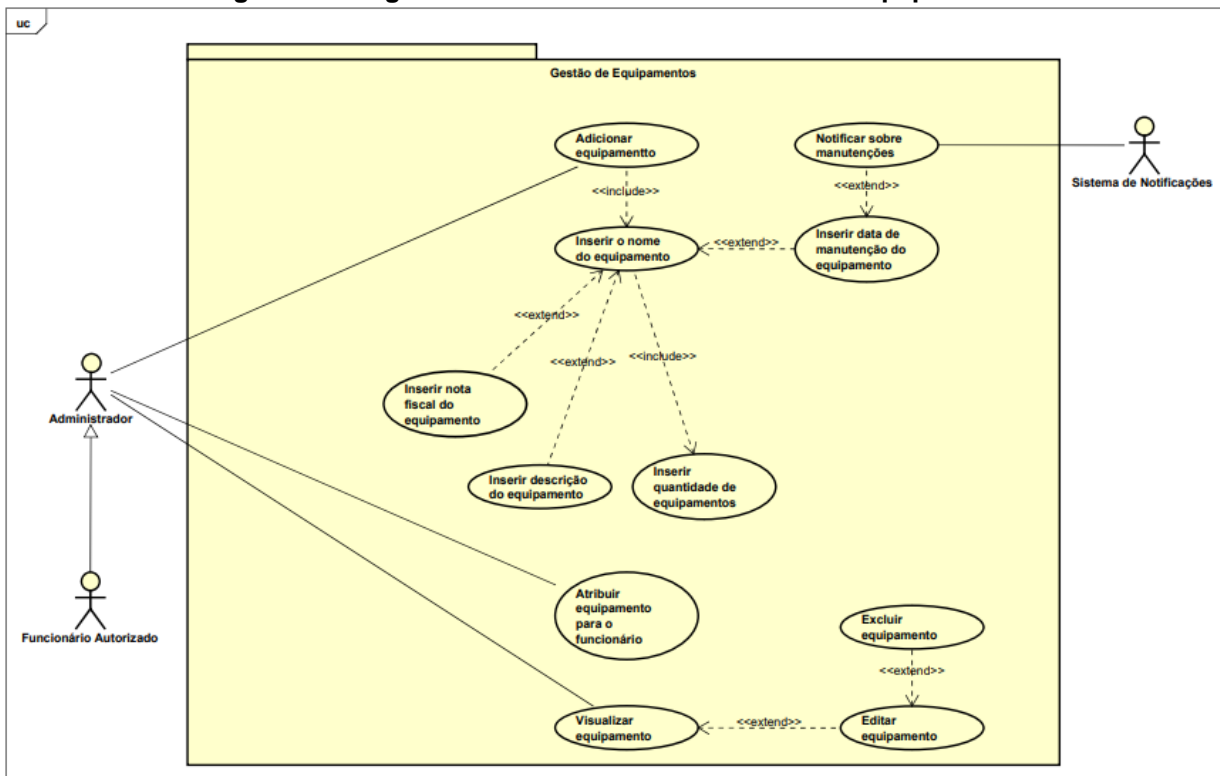 uc
Gestão de Equipamentos
Adicionar
equipamentto
Notificar sobre
manutenções
Sistema de Notificações
<<include>>
<<extend>>
Inserir o nome
do equipamento
<<extend>>
Inserir data de
manutenção do
equipamento
<<extend>>
<<extend>>
<<include>>
Inserir nota
fiscal do
equipamento
Administrador
Inserir descrição
do equipamento
Inserir
quantidade de
equipamentos
Atribuir
equipamento
para o
funcionário
Funcionário Autorizado
Excluir
equipamento
<<extend>>
Visualizar
equipamento
<<extend>>
Editar
equipamento